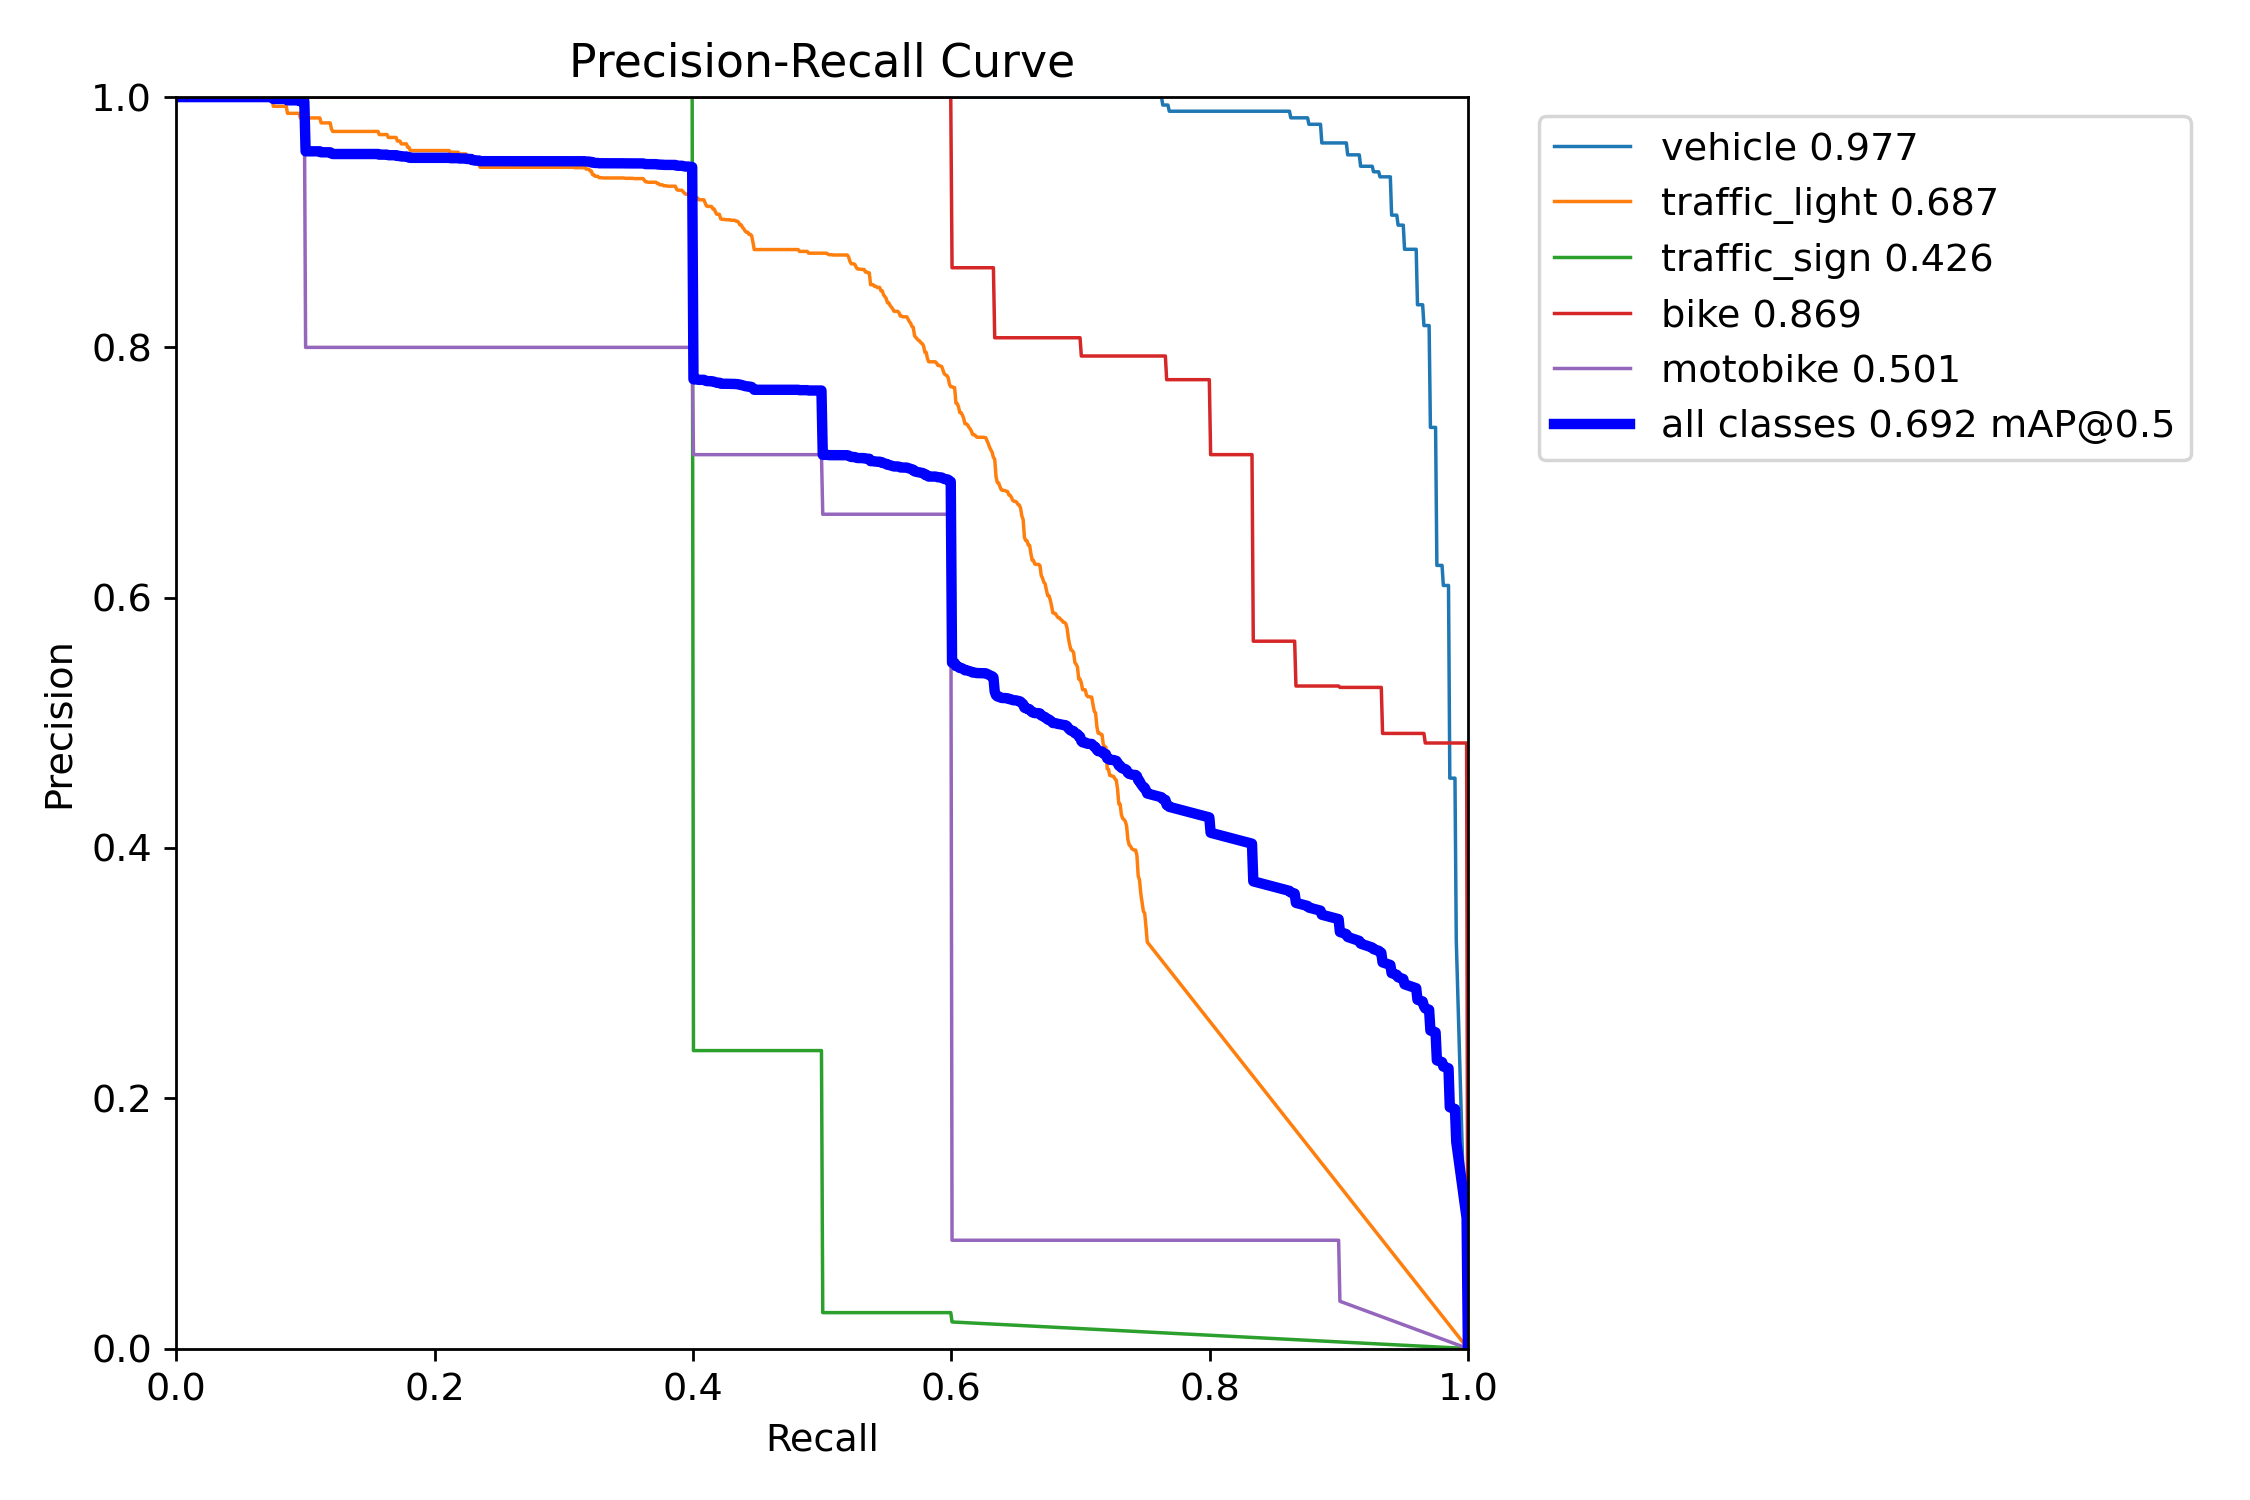 Precision-Recall Curve
1.0
0.8
0.6
0.4
0.2
0.0
Precision
0.0 0.2 0.4 0.6 0.8 1.0
Recall
vehicle 0.977
traffic_light 0.687
traffic_sign 0.426
bike 0.869
motobike 0.501
all classes 0.692 mAP@0.5